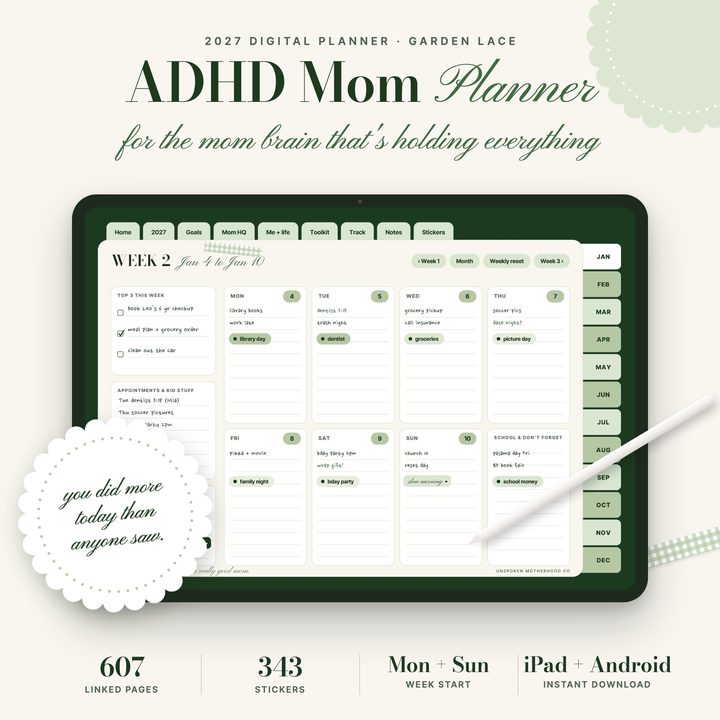 2027 DIGITAL PLANNER · GARDEN LACE
ADHD Mom Planner
for the mom brain that's holding everything
Home 2027 Goals Mom HQ Me + life Toolkit Track Notes Stickers
WEEK 2 Jan 4 to Jan 10
‹ Week 1 Month Weekly reset Week 3 ›
TOP 3 THIS WEEK
book Leo's 6 yr checkup
meal plan + grocery order
clean out the car
APPOINTMENTS & KID STUFF
Tue dentist 3:15 (Mia)
Thu soccer pictures
party 2pm
MON 4
library books
work late
library day
TUE 5
dentist 3:15
trash night
dentist
WED 6
grocery pickup
call insurance
groceries
THU 7
soccer pics
date night?
picture day
FRI 8
pizza + movie
family night
SAT 9
bday party 2pm
wrap gift!
bday party
SUN 10
church 10
reset day
slow morning
SCHOOL & DON'T FORGET
pajama day Fri
$5 book fair
school money
really good mom.
UNSPOKEN MOTHERHOOD CO
JAN
FEB
MAR
APR
MAY
JUN
JUL
AUG
SEP
OCT
NOV
DEC
you did more
today than
anyone saw.
607
LINKED PAGES
343
STICKERS
Mon + Sun
WEEK START
iPad + Android
INSTANT DOWNLOAD